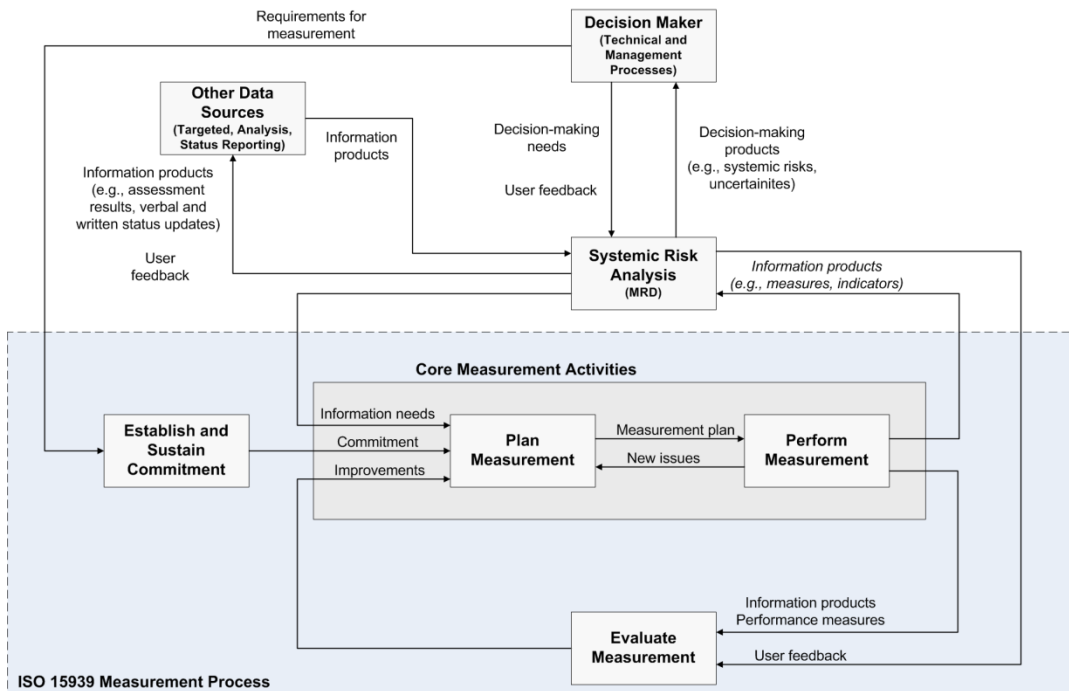 Requirements for
measurement
Decision Maker
(Technical and
Management
Processes)
Other Data
Sources
(Targeted, Analysis,
Status Reporting)
Information
products
Decision-making
needs
User feedback
Decision-making
products
(e.g., systemic risks,
uncertainites)
Information products
(e.g., assessment
results, verbal and
written status updates)
User
feedback
Systemic Risk
Analysis
(MRD)
Information products
(e.g., measures, indicators)
Core Measurement Activities
Establish and
Sustain
Commitment
Information needs
Commitment
Improvements
Plan
Measurement
Measurement plan
New issues
Perform
Measurement
Information products
Performance measures
Evaluate
Measurement
User feedback
ISO 15939 Measurement Process